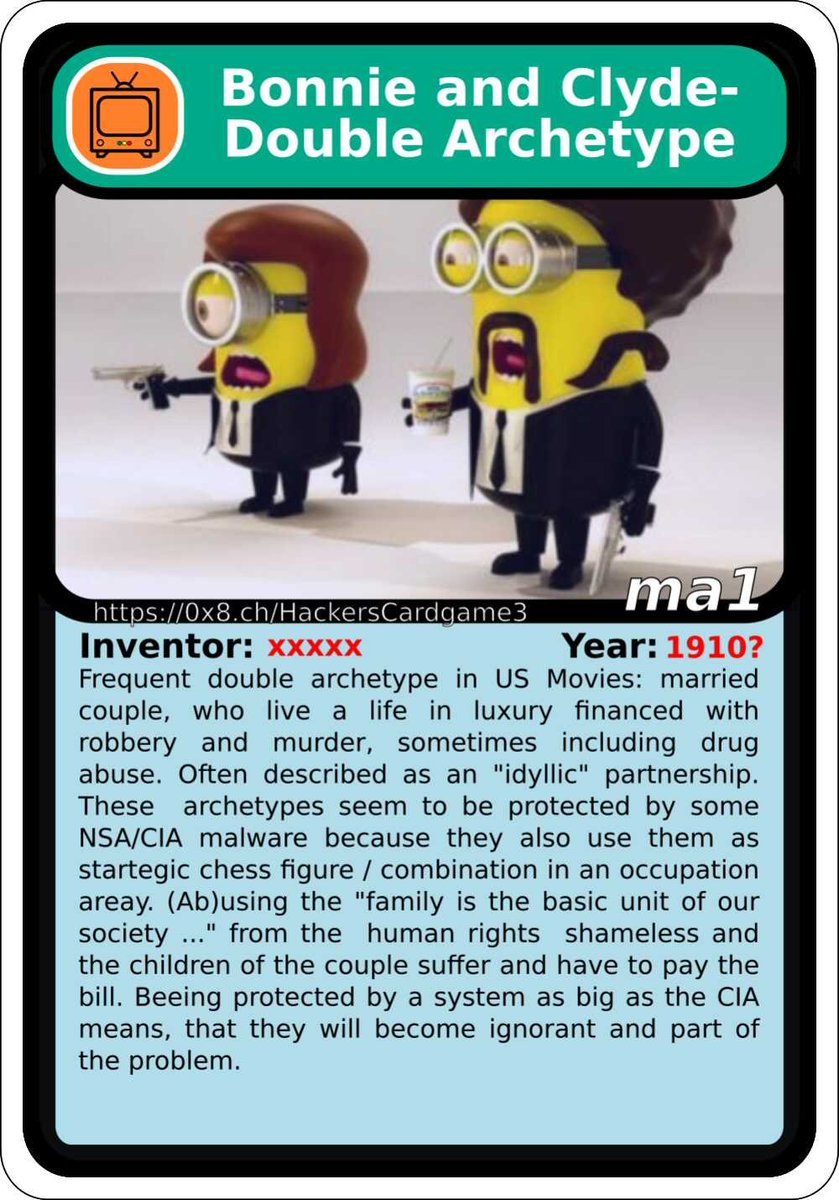 Bonnie and Clyde-
Double Archetype
ma1
https://0x8.ch/HackersCardgame3
Inventor: xxxxx Year: 1910?
Frequent double archetype in US Movies: married
couple, who live a life in luxury financed with
robbery and murder, sometimes including drug
abuse. Often described as an "idyllic" partnership.
These archetypes seem to be protected by some
NSA/CIA malware because they also use them as
startegic chess figure / combination in an occupation
areay. (Ab)using the "family is the basic unit of our
society ..." from the human rights shameless and
the children of the couple suffer and have to pay the
bill. Beeing protected by a system as big as the CIA
means, that they will become ignorant and part of
the problem.